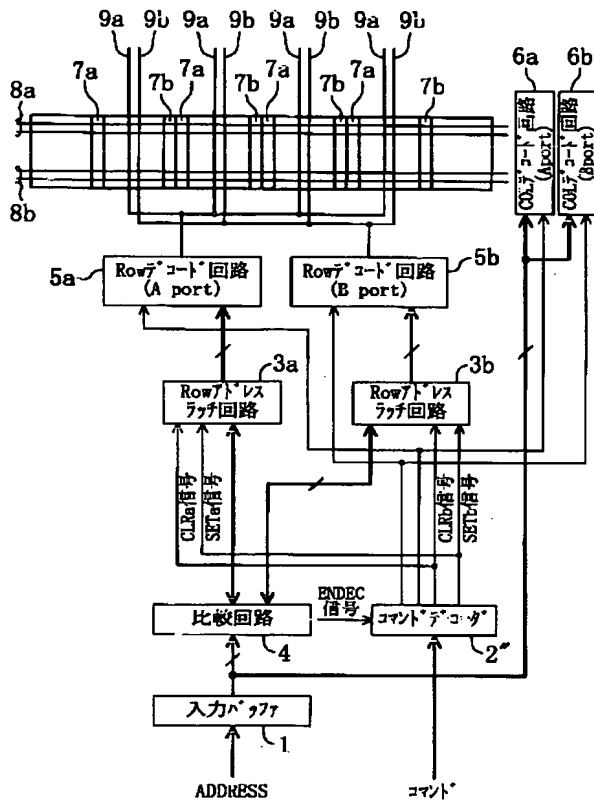 9a 9b 9a 9b 9a 9b 9a 9b
6a 6b
7a 7b 7a 7b 7a 7b 7a 7b
8a
8b
COLデコード回路
(Aport)
COLデコード回路
(Bport)
5a
Rowデコード回路
(A port)
Rowデコード回路
(B port)
5b
3a
Rowアドレス
ラッチ回路
3b
Rowアドレス
ラッチ回路
CLRa信号
SETa信号
CLRb信号
SETb信号
比較回路
4
ENDEC
信号
コマンドデコーダ
2"
入力バッファ
1
ADDRESS
コマンド